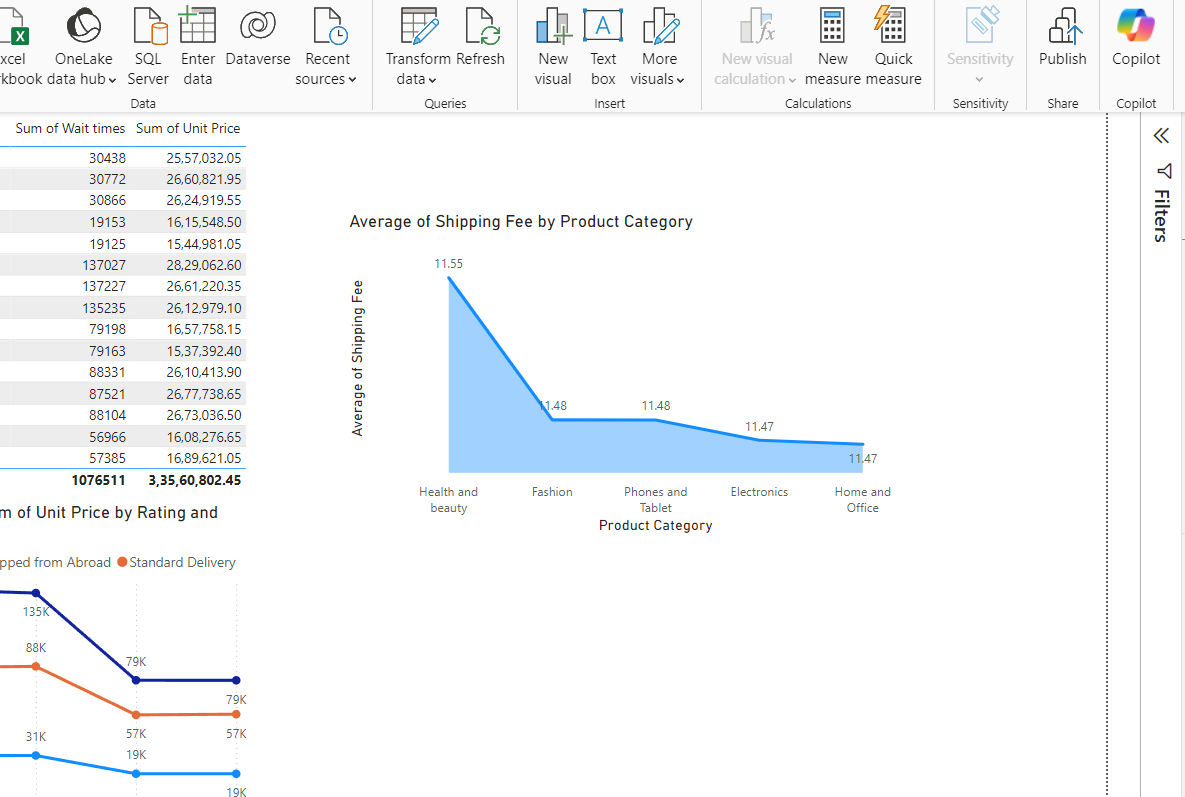 xcel OneLake SQL Enter Dataverse Recent Transform Refresh New Text More New visual New Quick Sensitivity Publish Copilot
kbook data hub Server data sources data visual box visuals calculation measure measure
Data Queries Insert Calculations Sensitivity Share Copilot
Sum of Wait times Sum of Unit Price
30438 25,57,032.05
30772 26,60,821.95
30866 26,24,919.55
19153 16,15,548.50
19125 15,44,981.05
137027 28,29,062.60
137227 26,61,220.35
135235 26,12,979.10
79198 16,57,758.15
79163 15,37,392.40
88331 26,10,413.90
87521 26,77,738.65
88104 26,73,036.50
56966 16,08,276.65
57385 16,89,621.05
1076511 3,35,60,802.45
m of Unit Price by Rating and
pped from Abroad Standard Delivery
135K
88K
79K
79K
57K
57K
31K
19K
19K
Average of Shipping Fee by Product Category
Average of Shipping Fee
11.55
11.48
11.48
11.47
11.47
Health and Fashion Phones and Electronics Home and
beauty Tablet Office
Product Category
Filters